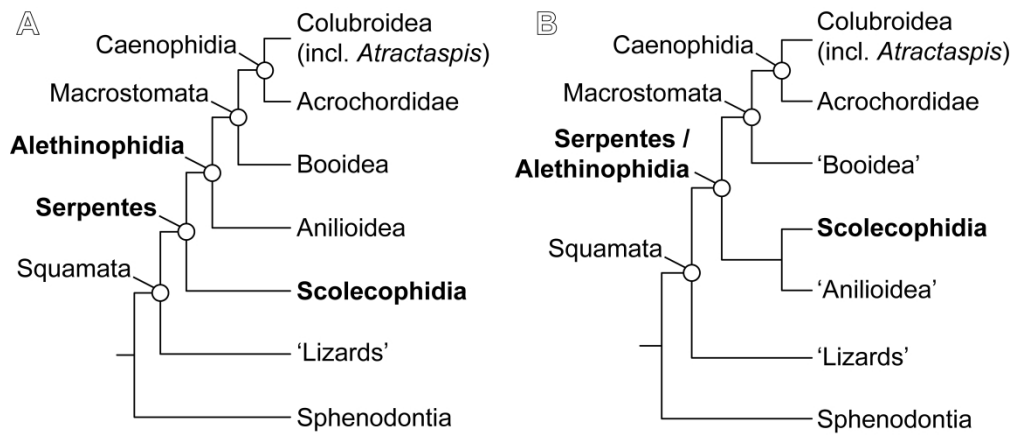 A
Colubroidea
(incl. Atractaspis)
Caenophidia
Acrochordidae
Macrostomata
Booidea
Alethinophidia
Anilioidea
Serpentes
Scolecophidia
Squamata
‘Lizards’
Sphenodontia
B
Colubroidea
(incl. Atractaspis)
Caenophidia
Acrochordidae
Macrostomata
‘Booidea’
Serpentes /
Alethinophidia
Scolecophidia
Squamata
‘Anilioidea’
‘Lizards’
Sphenodontia